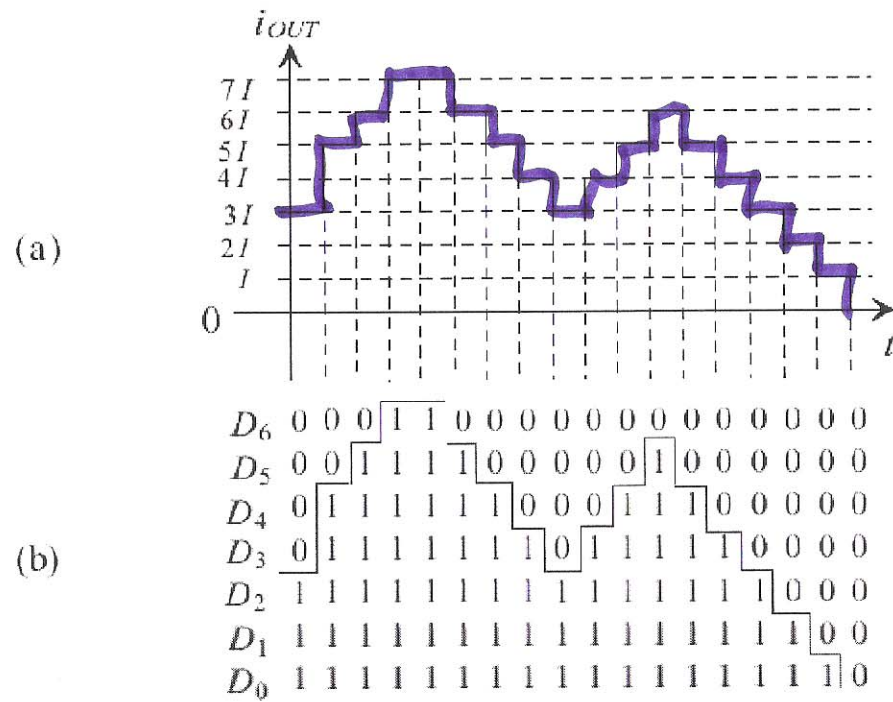 i_OUT
7I
6I
5I
4I
3I
2I
I
0
t
(a)
D₆ 0 0 0 1 1 0 0 0 0 0 0 0 0 0 0 0 0 0
D₅ 0 0 1 1 1 1 0 0 0 0 0 1 0 0 0 0 0 0
D₄ 0 1 1 1 1 1 1 0 0 0 1 1 1 0 0 0 0 0
D₃ 0 1 1 1 1 1 1 1 0 1 1 1 1 1 0 0 0 0
(b)
D₂ 1 1 1 1 1 1 1 1 1 1 1 1 1 1 1 0 0 0
D₁ 1 1 1 1 1 1 1 1 1 1 1 1 1 1 1 1 0 0
D₀ 1 1 1 1 1 1 1 1 1 1 1 1 1 1 1 1 1 0